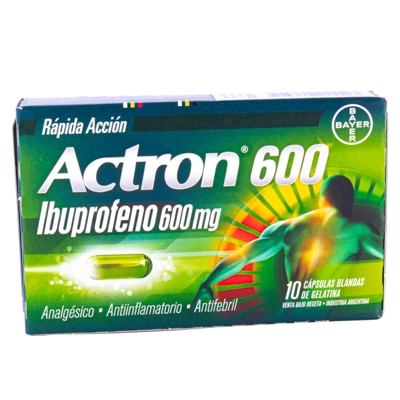 Rápida Acción
Actron® 600
Ibuprofeno 600 mg
BAYER
BAYER
Analgésico · Antiinflamatorio · Antifebril
10 CÁPSULAS BLANDAS
DE GELATINA
VENTA BAJO RECETA · INDUSTRIA ARGENTINA